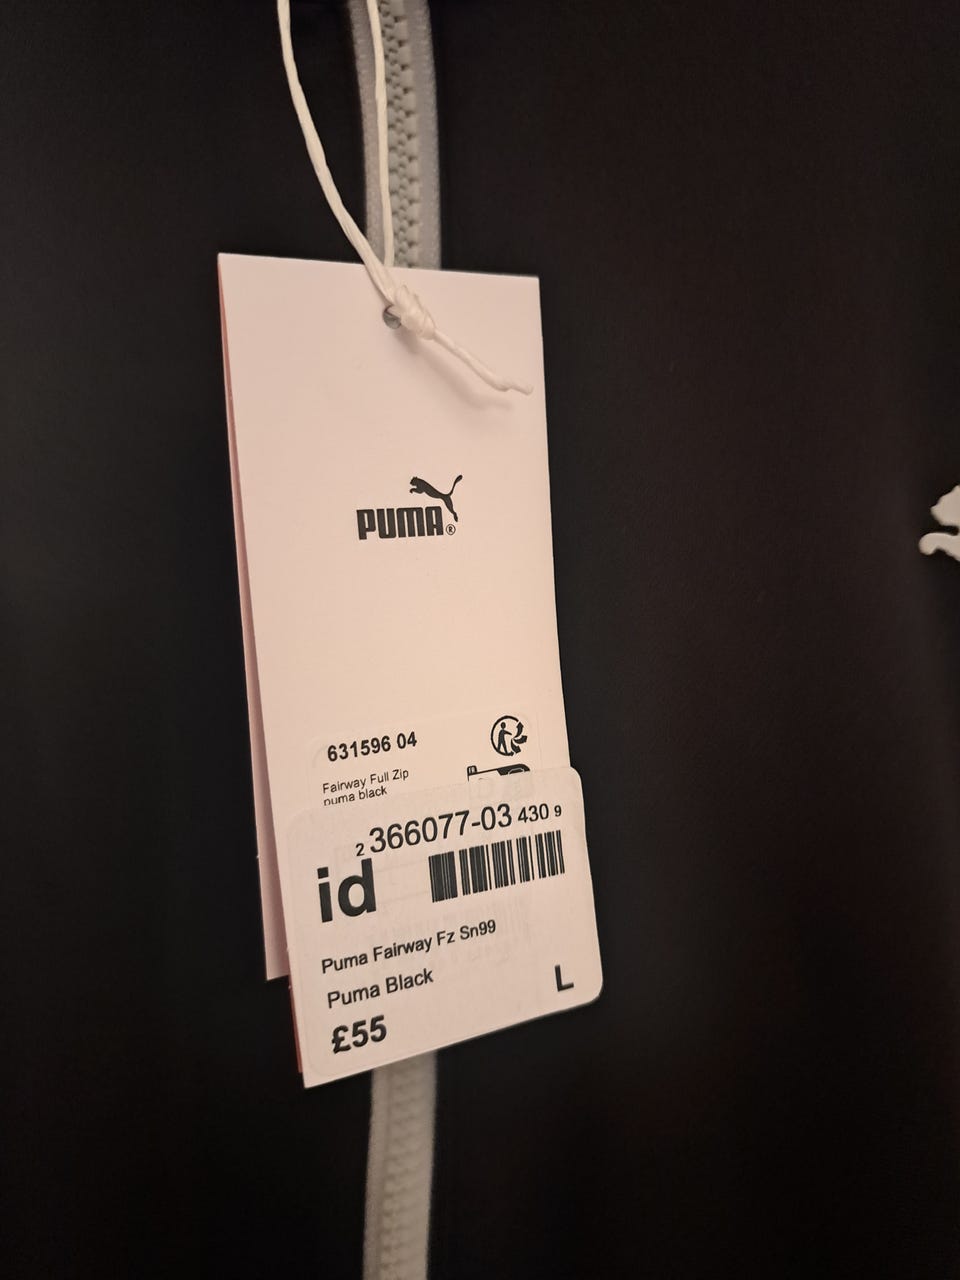 PUMA®
631596 04
Fairway Full Zip
puma black
FR
2 366077-03 430 9
id
Puma Fairway Fz Sn99
Puma Black
L
£55